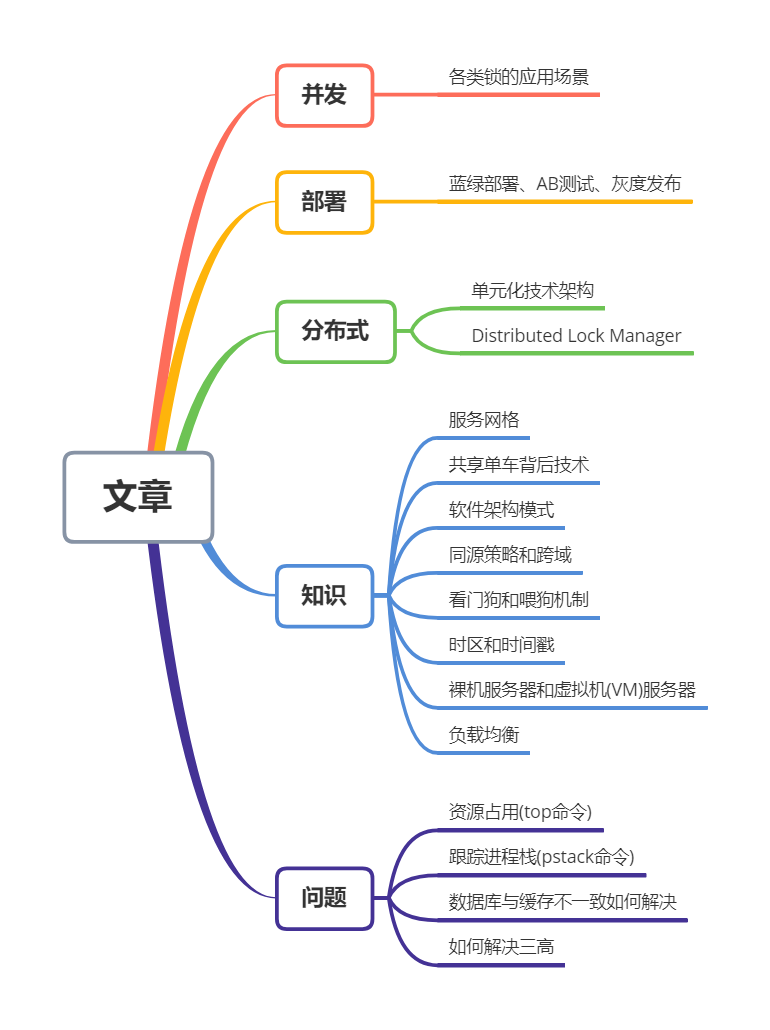 文章
并发
各类锁的应用场景
部署
蓝绿部署、AB测试、灰度发布
分布式
单元化技术架构
Distributed Lock Manager
知识
服务网格
共享单车背后技术
软件架构模式
同源策略和跨域
看门狗和喂狗机制
时区和时间戳
裸机服务器和虚拟机(VM)服务器
负载均衡
问题
资源占用(top命令)
跟踪进程栈(pstack命令)
数据库与缓存不一致如何解决
如何解决三高